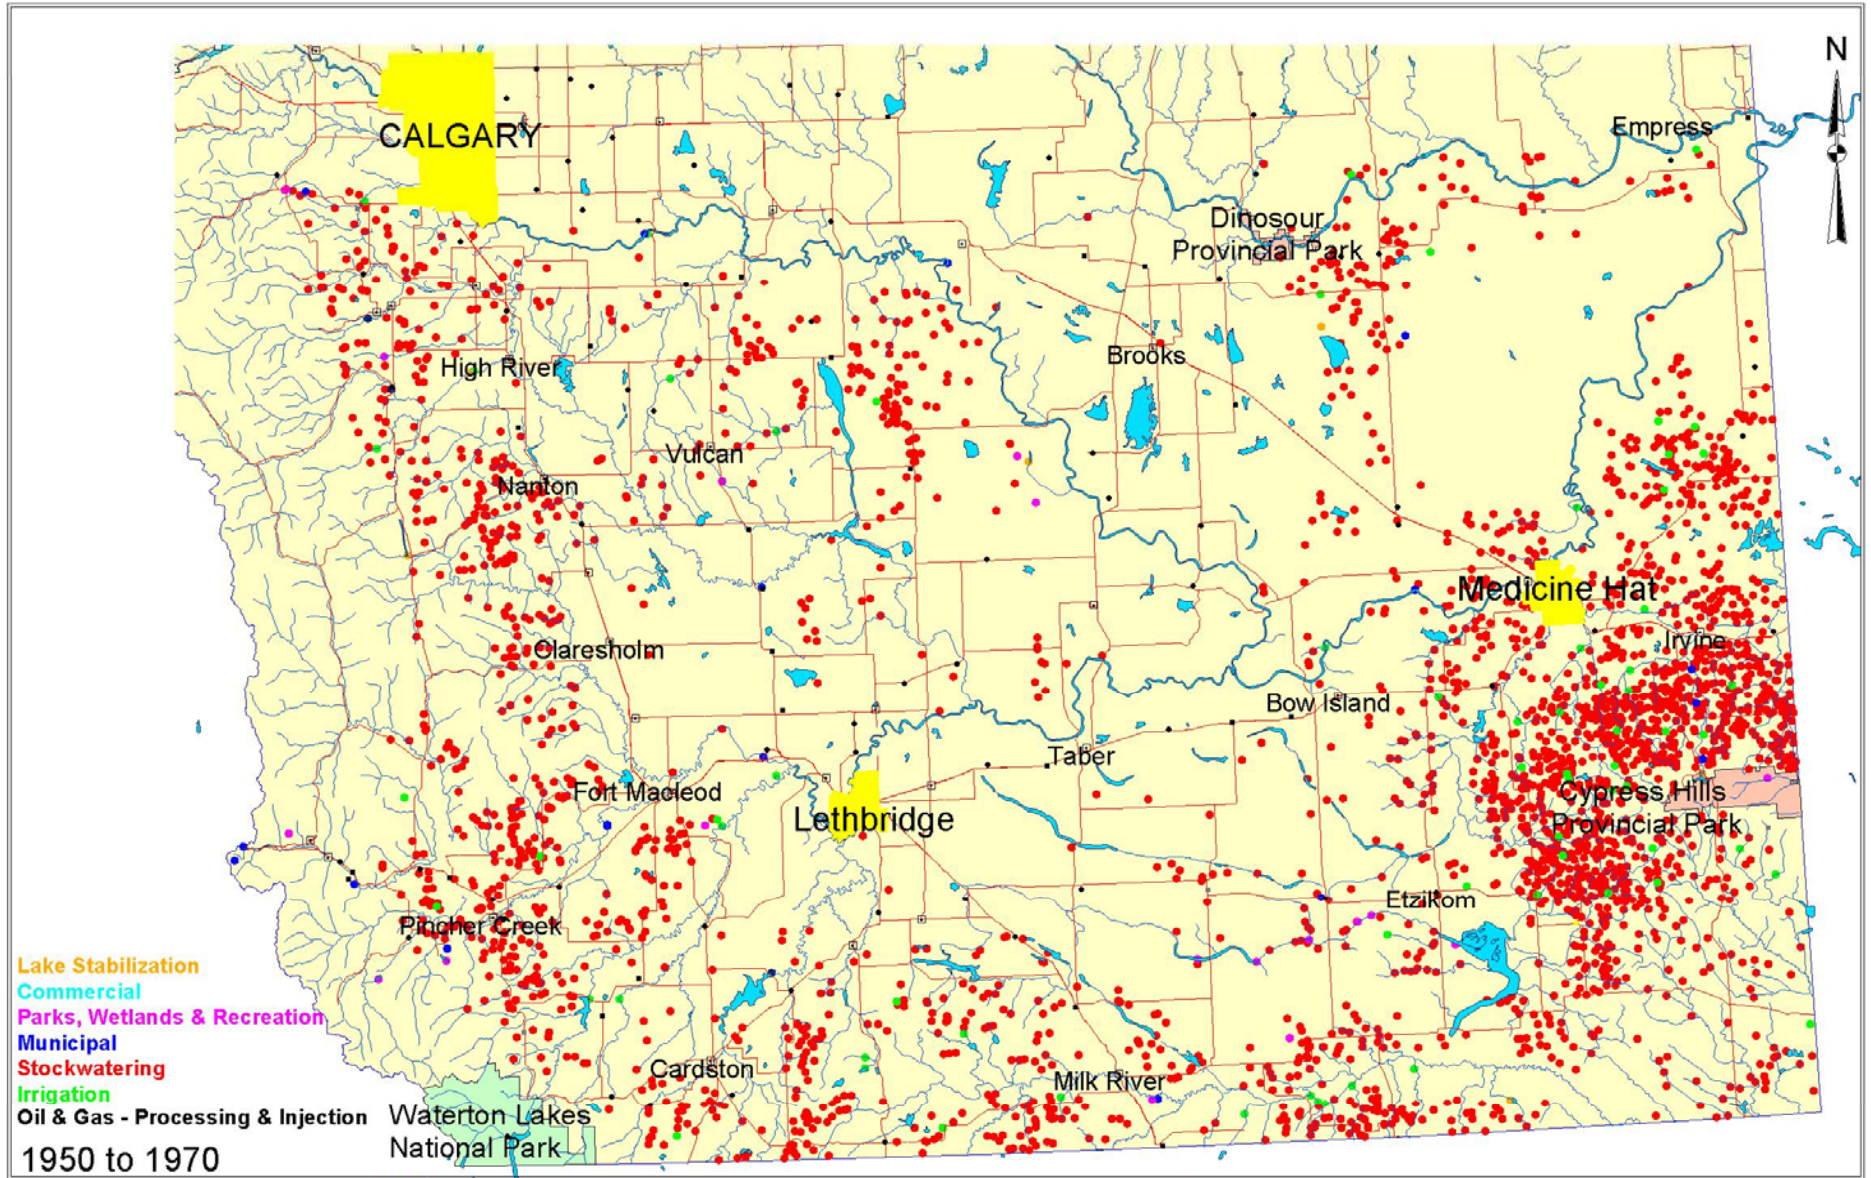 N
CALGARY
Empress
Dinosour
Provincial Park
Brooks
High River
Vulcan
Nanton
Medicine Hat
Irvine
Claresholm
Bow Island
Taber
Fort Macleod
Lethbridge
Cypress Hills
Provincial Park
Etzikom
Pincher Creek
Lake Stabilization
Commercial
Parks, Wetlands & Recreation
Municipal
Stockwatering
Irrigation
Oil & Gas - Processing & Injection
Cardston
Milk River
Waterton Lakes
National Park
1950 to 1970